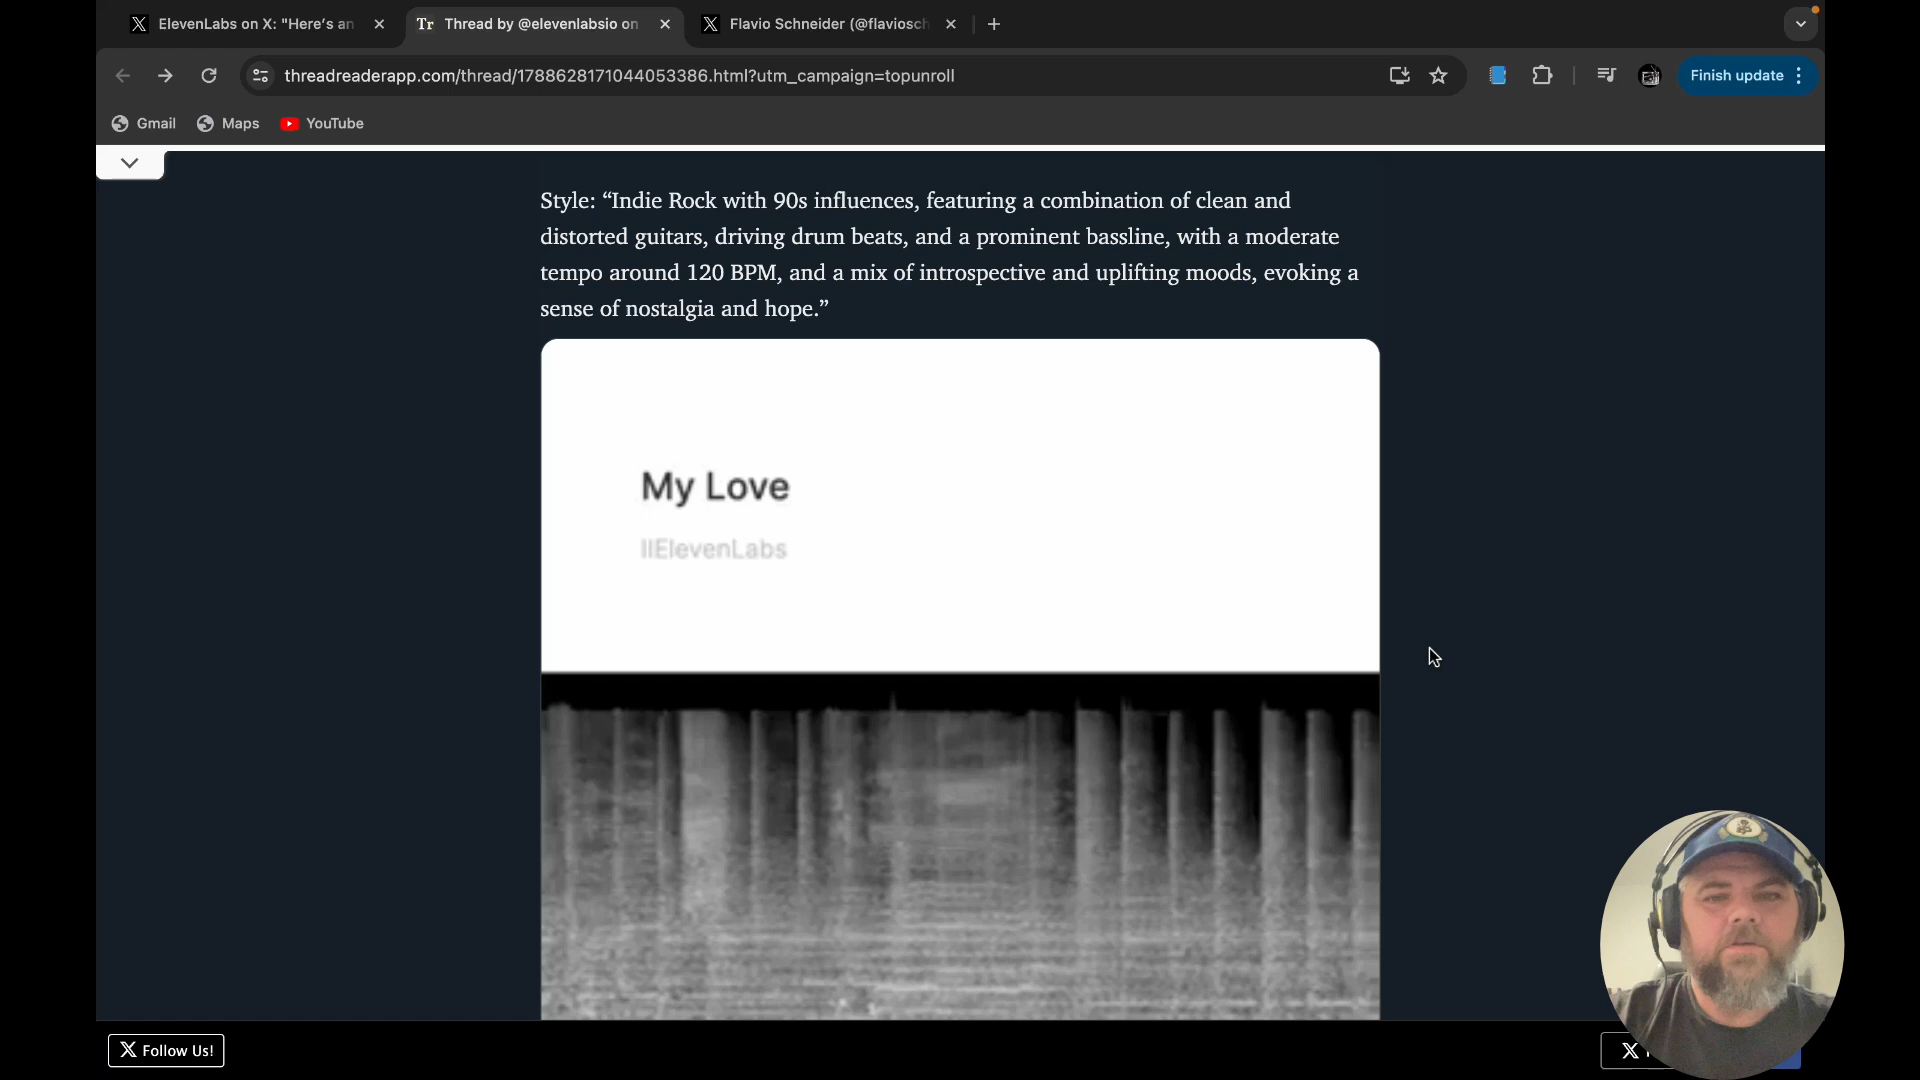 ElevenLabs on X: "Here's an
Tr Thread by @elevenlabsio on
Flavio Schneider (@flaviosch
threadreaderapp.com/thread/1788628171044053386.html?utm_campaign=topunroll
Finish update
Gmail Maps YouTube
Style: “Indie Rock with 90s influences, featuring a combination of clean and
distorted guitars, driving drum beats, and a prominent bassline, with a moderate
tempo around 120 BPM, and a mix of introspective and uplifting moods, evoking a
sense of nostalgia and hope.”
My Love
IIElevenLabs
X Follow Us!
X